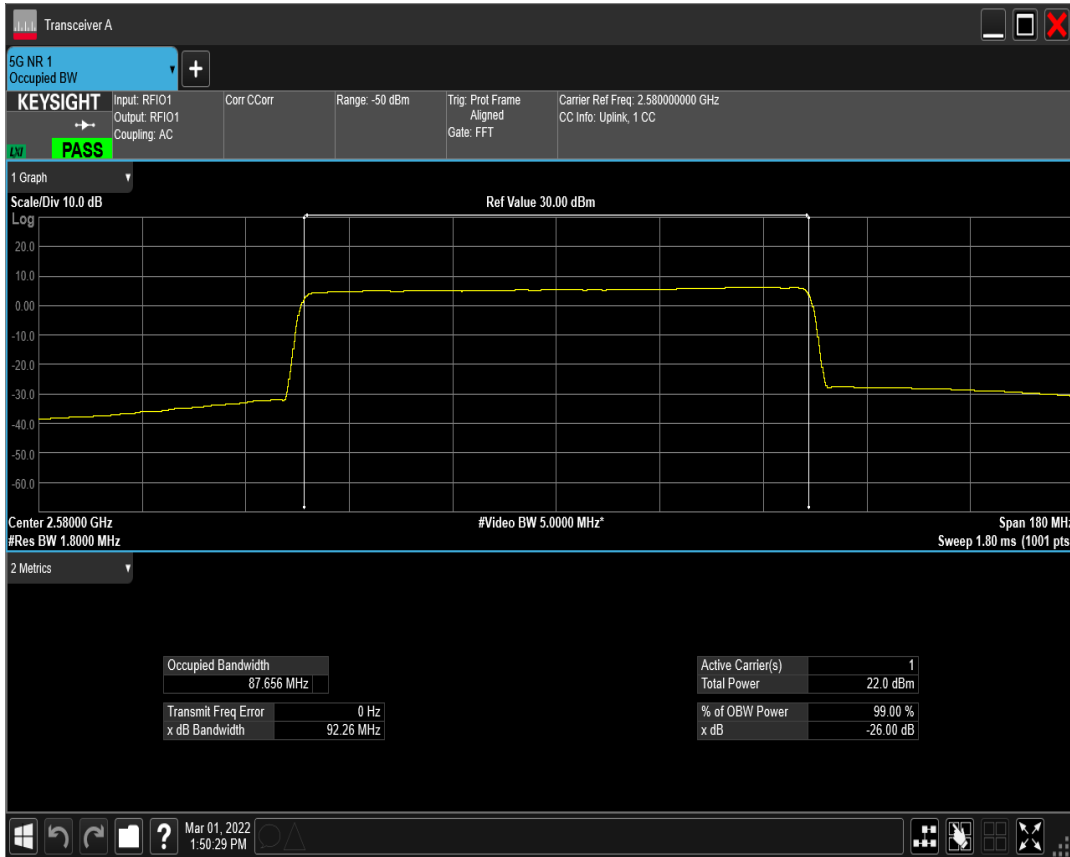 Transceiver A
5G NR 1
Occupied BW
+
KEYSIGHT
Input: RFIO1
Output: RFIO1
Coupling: AC
Corr CCorr
Range: -50 dBm
Trig: Prot Frame
Aligned
Gate: FFT
Carrier Ref Freq: 2.580000000 GHz
CC Info: Uplink, 1 CC
LXI
PASS
1 Graph
Scale/Div 10.0 dB
Ref Value 30.00 dBm
Log
20.0
10.0
0.00
-10.0
-20.0
-30.0
-40.0
-50.0
-60.0
Center 2.58000 GHz
#Video BW 5.0000 MHz*
Span 180 MHz
#Res BW 1.8000 MHz
Sweep 1.80 ms (1001 pts
2 Metrics
Occupied Bandwidth
87.656 MHz
Transmit Freq Error 0 Hz
x dB Bandwidth 92.26 MHz
Active Carrier(s) 1
Total Power 22.0 dBm
% of OBW Power 99.00 %
x dB -26.00 dB
?
Mar 01, 2022
1:50:29 PM